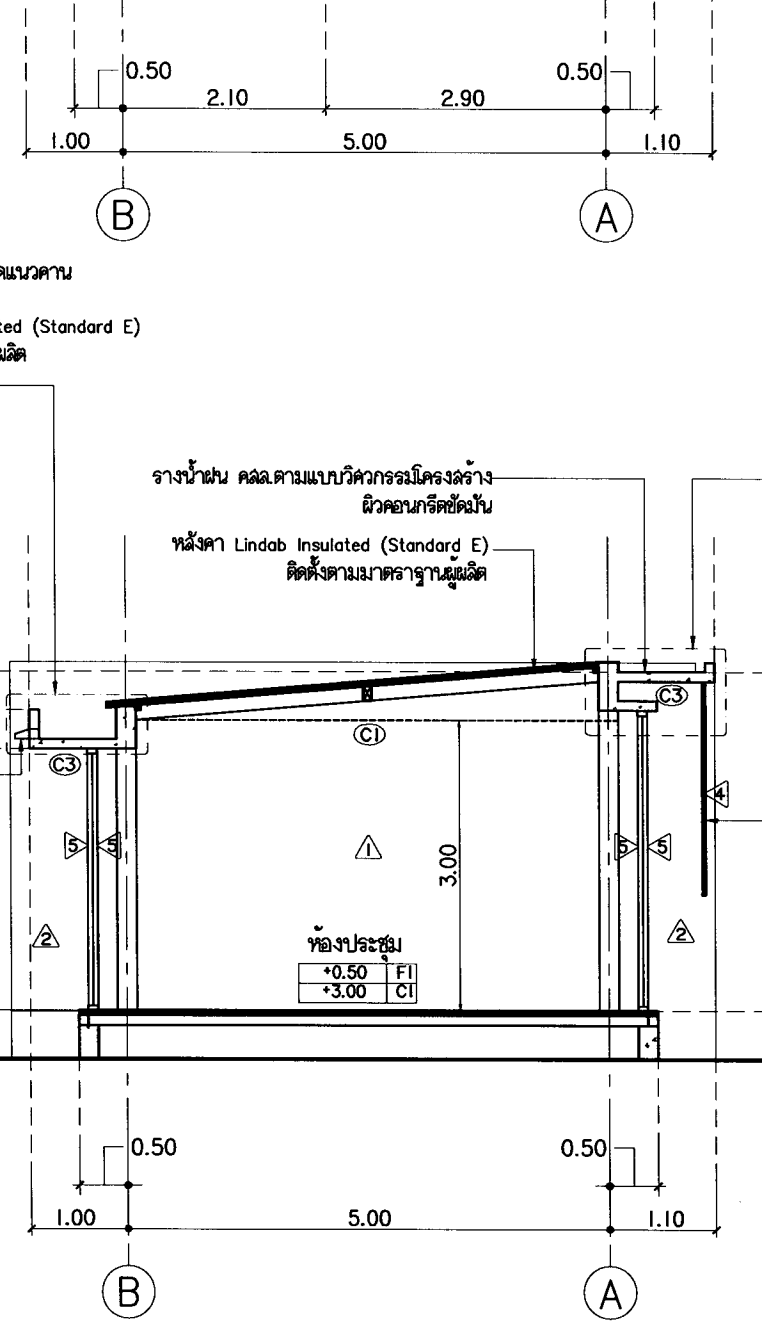 0.50
0.50
2.10
2.90
1.00
5.00
1.10
B
A
แนวคาน
(Standard E)
รางน้ำฝน คสล.ตามแบบวิศวกรรมโครงสร้าง
ผิวคอนกรีตขัดมัน
หลังคา Lindab Insulated (Standard E)
ติดตั้งตามมาตราฐานผู้ผลิต
C3
C3
C1
4
5
5
1
3.00
5
5
2
2
ห้องประชุม
+0.50 F1
+3.00 C1
0.50
0.50
1.00
5.00
1.10
B
A